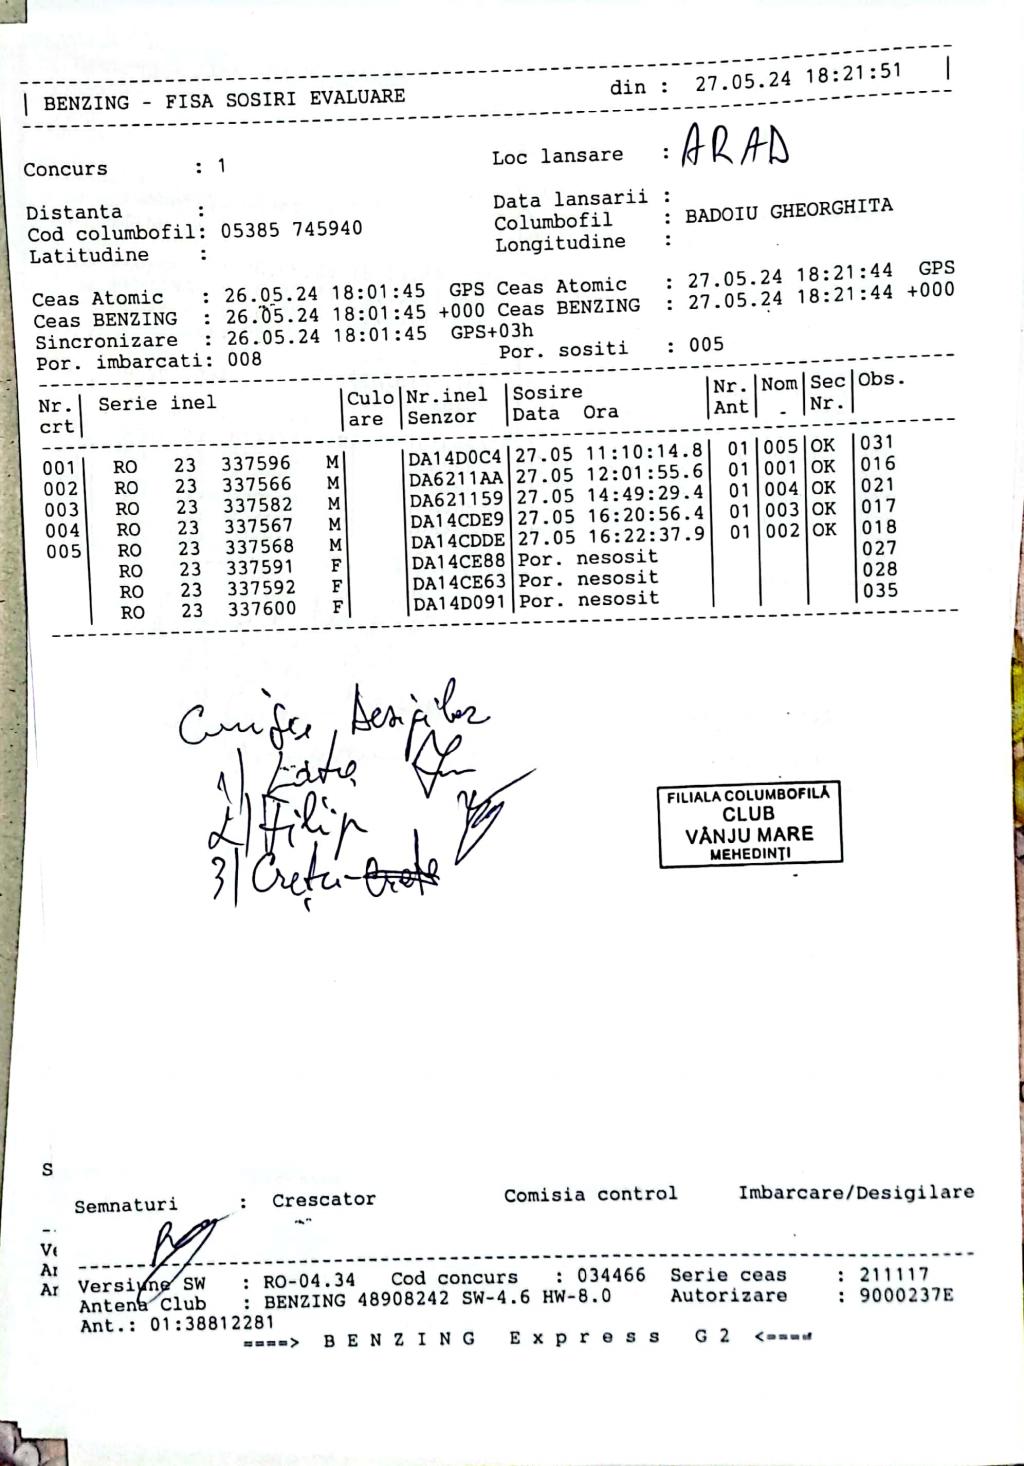 BENZING - FISA SOSIRI EVALUARE din : 27.05.24 18:21:51
Concurs : 1 Loc lansare : ARAD
Distanta : Data lansarii :
Cod columbofil: 05385 745940 Columbofil : BADOIU GHEORGHITA
Latitudine : Longitudine :
Ceas Atomic : 26.05.24 18:01:45 GPS Ceas Atomic : 27.05.24 18:21:44 GPS
Ceas BENZING : 26.05.24 18:01:45 +000 Ceas BENZING : 27.05.24 18:21:44 +000
Sincronizare : 26.05.24 18:01:45 GPS+03h
Por. imbarcati: 008 Por. sositi : 005
Nr. | Serie inel |Culo|Nr.inel|Sosire |Nr.|Nom|Sec|Obs.
crt| |are |Senzor |Data Ora |Ant| - |Nr.|
001| RO 23 337596 M| |DA14D0C4|27.05 11:10:14.8| 01|005|OK |031
002| RO 23 337566 M| |DA6211AA|27.05 12:01:55.6| 01|001|OK |016
003| RO 23 337582 M| |DA621159|27.05 14:49:29.4| 01|004|OK |021
004| RO 23 337567 M| |DA14CDE9|27.05 16:20:56.4| 01|003|OK |017
005| RO 23 337568 M| |DA14CDDE|27.05 16:22:37.9| 01|002|OK |018
RO 23 337591 F| |DA14CE88|Por. nesosit | | | |027
RO 23 337592 F| |DA14CE63|Por. nesosit | | | |028
RO 23 337600 F| |DA14D091|Por. nesosit | | | |035
1)
2) Filip
3) Crețu
FILIALA COLUMBOFILĂ
CLUB
VÂNJU MARE
MEHEDINȚI
S
Semnaturi : Crescator Comisia control Imbarcare/Desigilare
Versiune SW : RO-04.34 Cod concurs : 034466 Serie ceas : 211117
Antena Club : BENZING 48908242 SW-4.6 HW-8.0 Autorizare : 9000237E
Ant.: 01:38812281
====> B E N Z I N G E x p r e s s G 2 <====